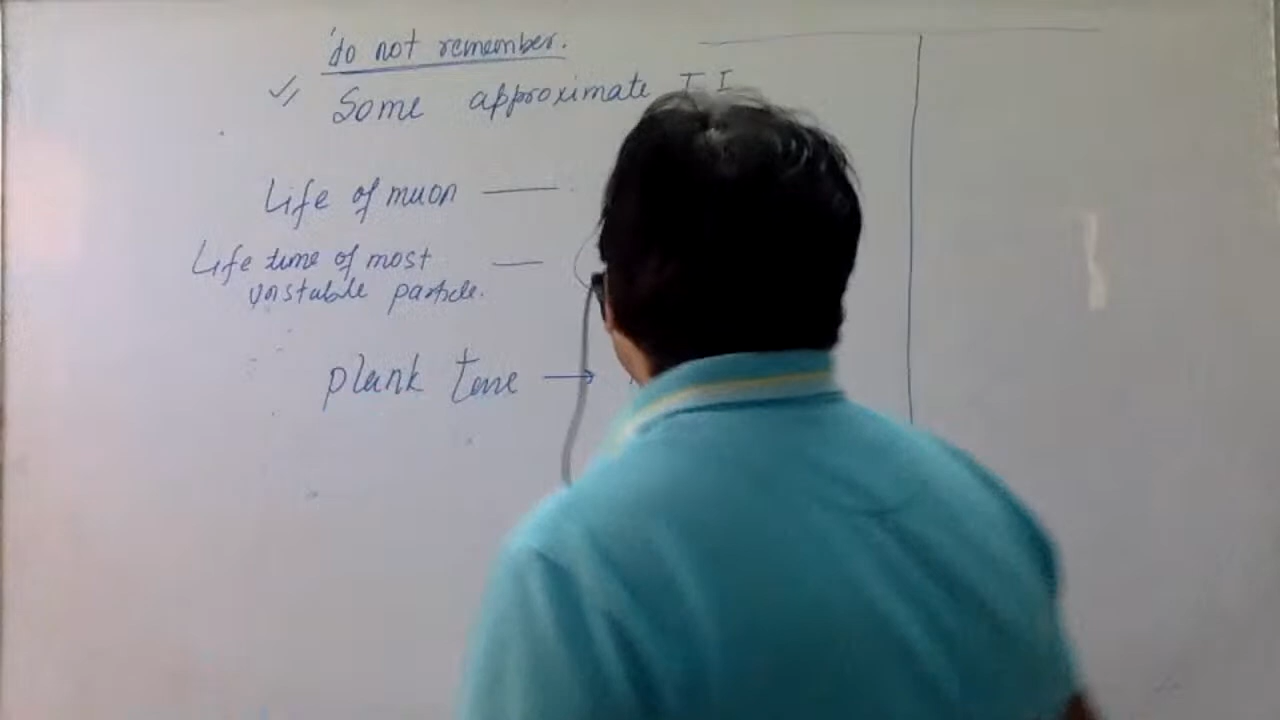 do not remember.
Some approximate T.I
Life of muon
Life time of most
unstable particle.
plank time →